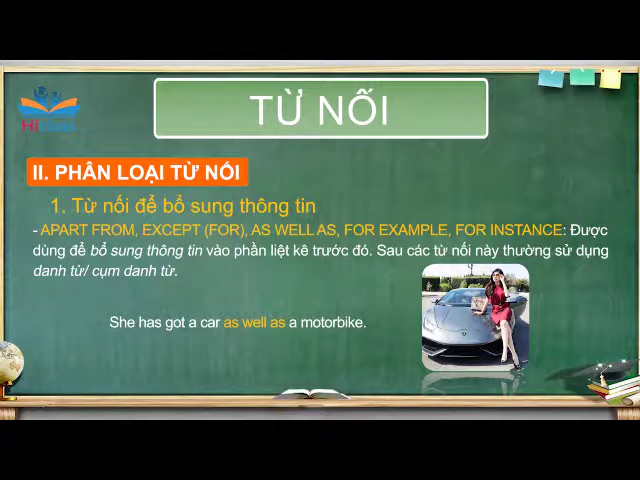 TỪ NỐI
II. PHÂN LOẠI TỪ NỐI
1. Từ nối để bổ sung thông tin
- APART FROM, EXCEPT (FOR), AS WELL AS, FOR EXAMPLE, FOR INSTANCE: Được
dùng để bổ sung thông tin vào phần liệt kê trước đó. Sau các từ nối này thường sử dụng
danh từ/ cụm danh từ.
She has got a car as well as a motorbike.